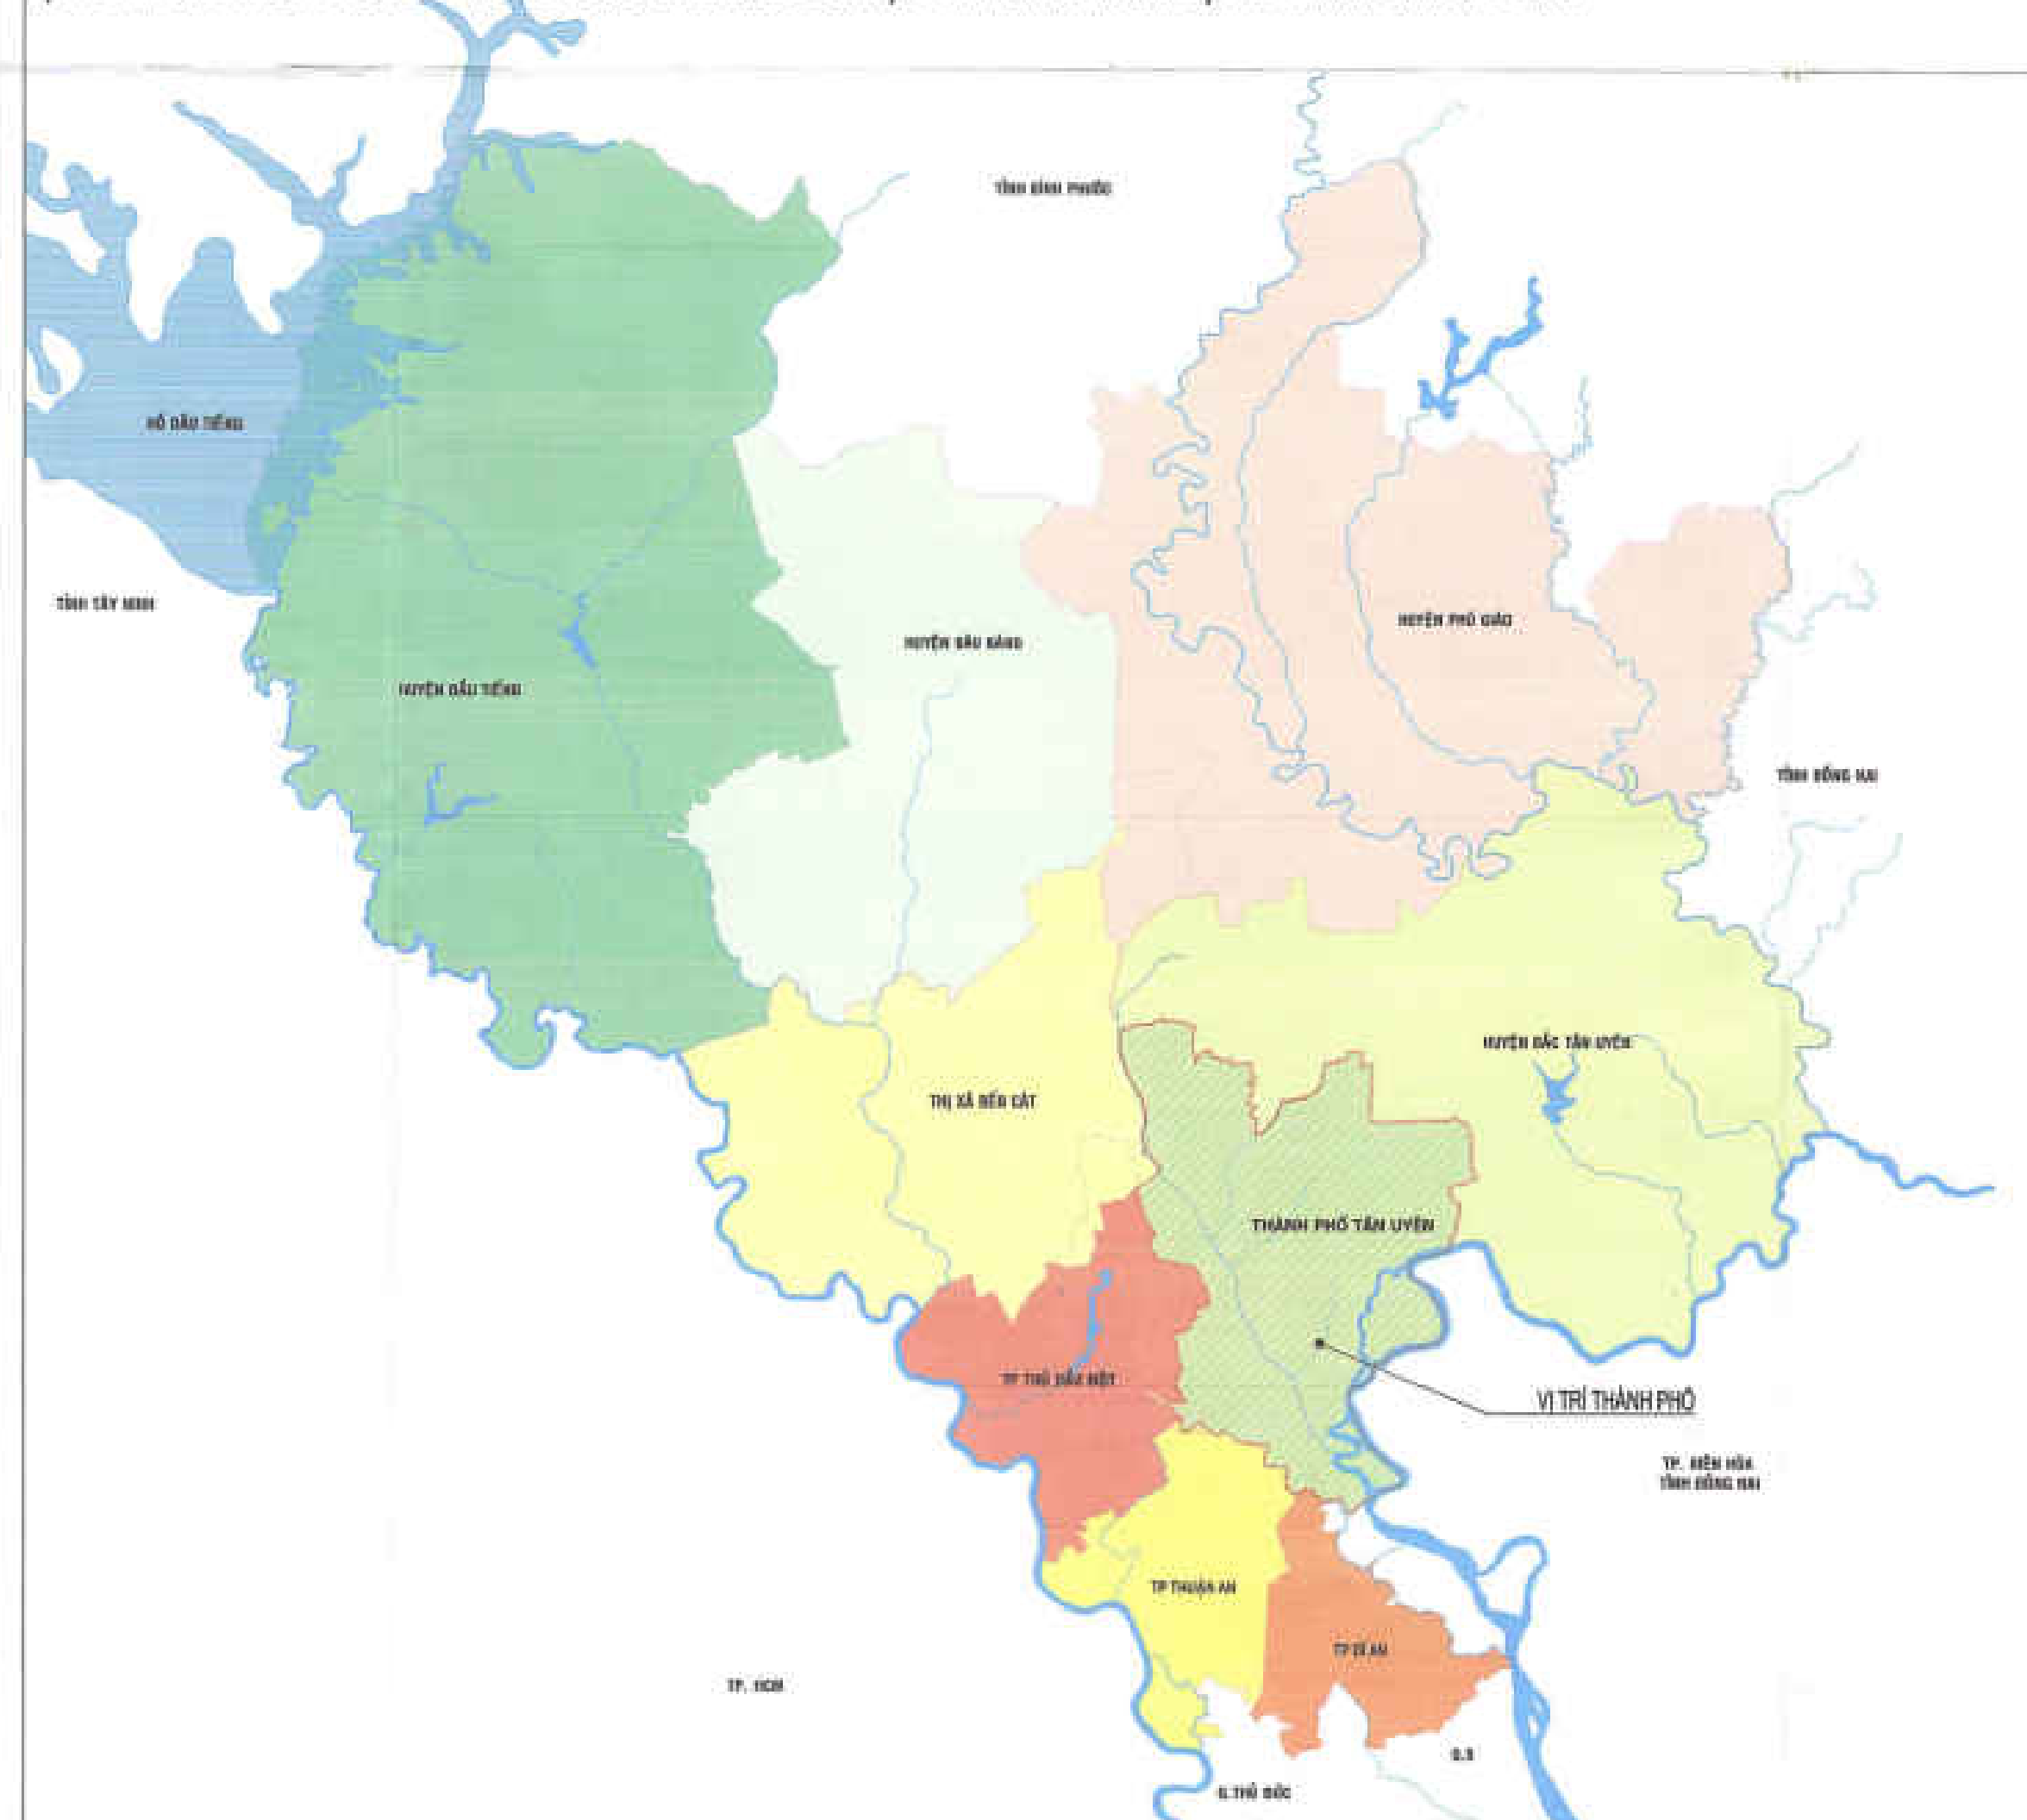 TỈNH BÌNH PHƯỚC
HỒ DẦU TIẾNG
TỈNH TÂY NINH
HUYỆN PHÚ GIÁO
HUYỆN BÀU BÀNG
HUYỆN DẦU TIẾNG
TỈNH ĐỒNG NAI
HUYỆN BẮC TÂN UYÊN
THỊ XÃ BẾN CÁT
THÀNH PHỐ TÂN UYÊN
TP THỦ DẦU MỘT
VỊ TRÍ THÀNH PHỐ
TP. BIÊN HÒA
TỈNH ĐỒNG NAI
TP THUẬN AN
TP DĨ AN
TP. HCM
Q.9
Q.THỦ ĐỨC